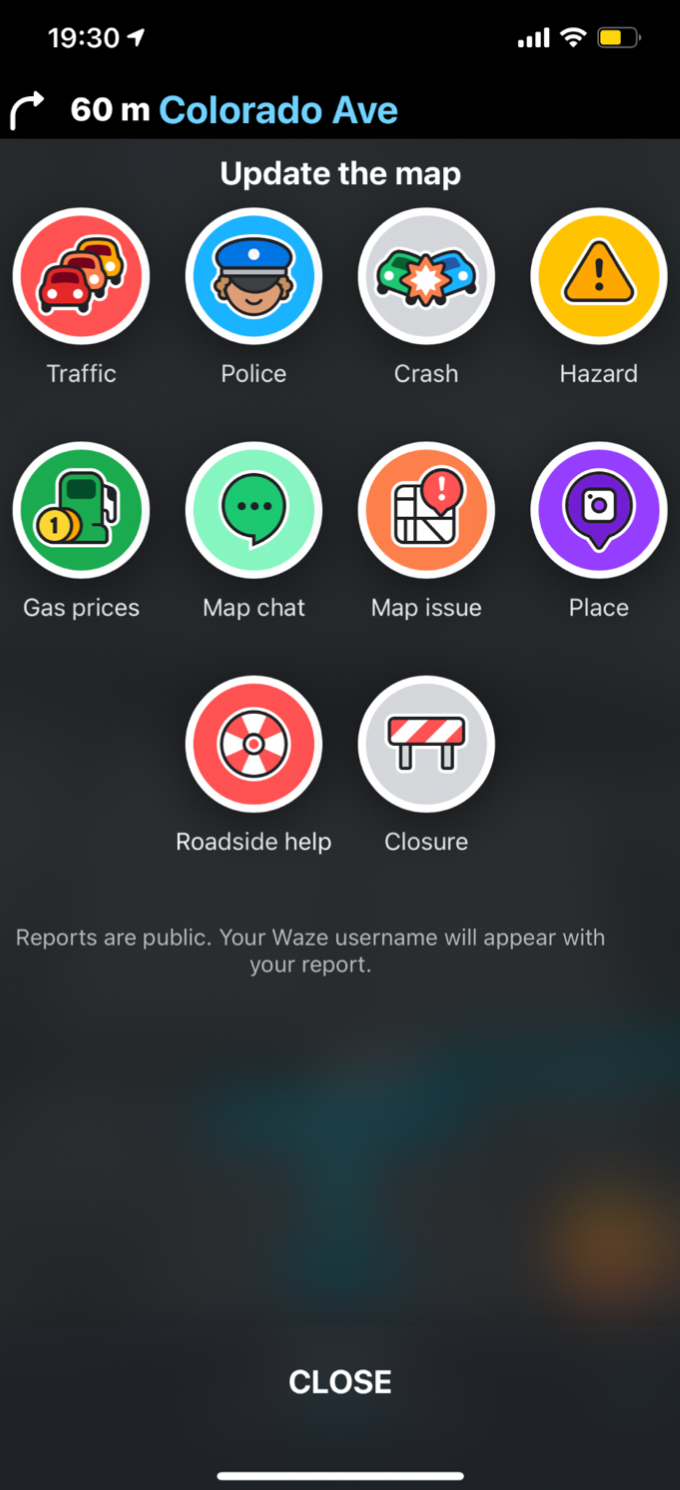 19:30
60 m Colorado Ave
Update the map
Traffic Police Crash Hazard
1
Gas prices Map chat Map issue Place
Roadside help Closure
Reports are public. Your Waze username will appear with
your report.
CLOSE